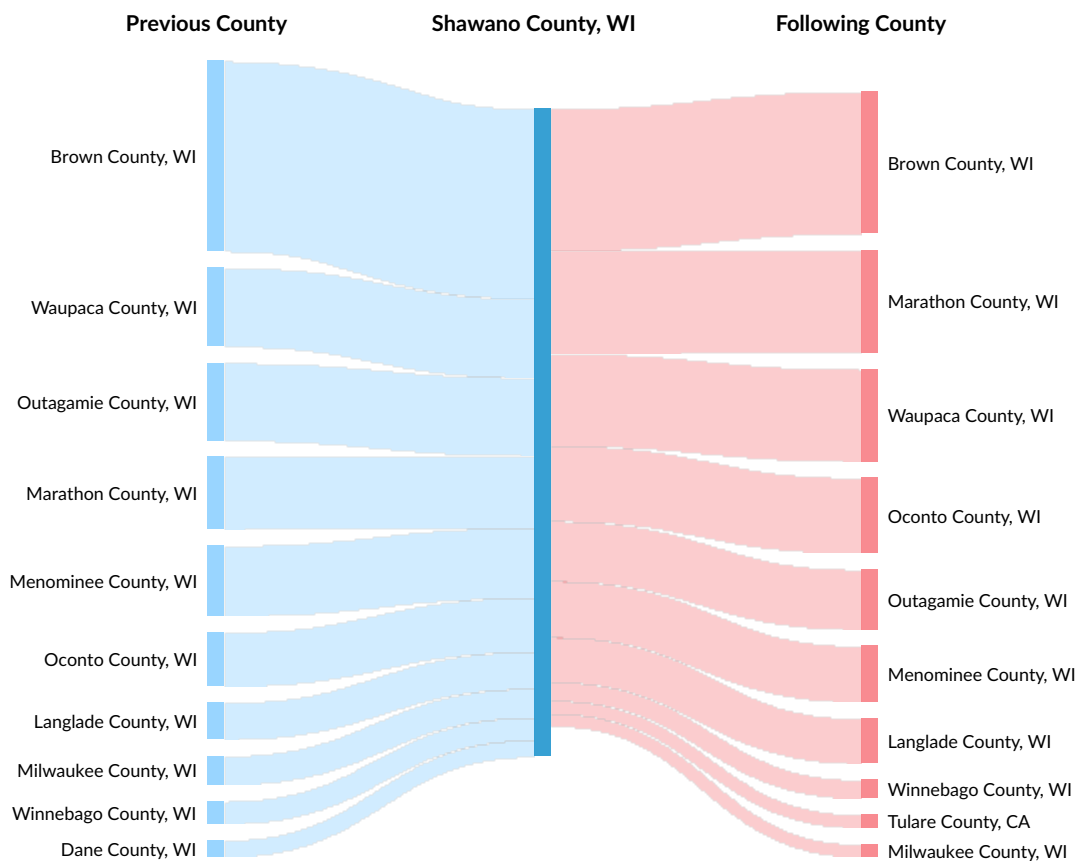 Previous County
Shawano County, WI
Following County
Brown County, WI
Waupaca County, WI
Outagamie County, WI
Marathon County, WI
Menominee County, WI
Oconto County, WI
Langlade County, WI
Milwaukee County, WI
Winnebago County, WI
Dane County, WI
Brown County, WI
Marathon County, WI
Waupaca County, WI
Oconto County, WI
Outagamie County, WI
Menominee County, WI
Langlade County, WI
Winnebago County, WI
Tulare County, CA
Milwaukee County, WI